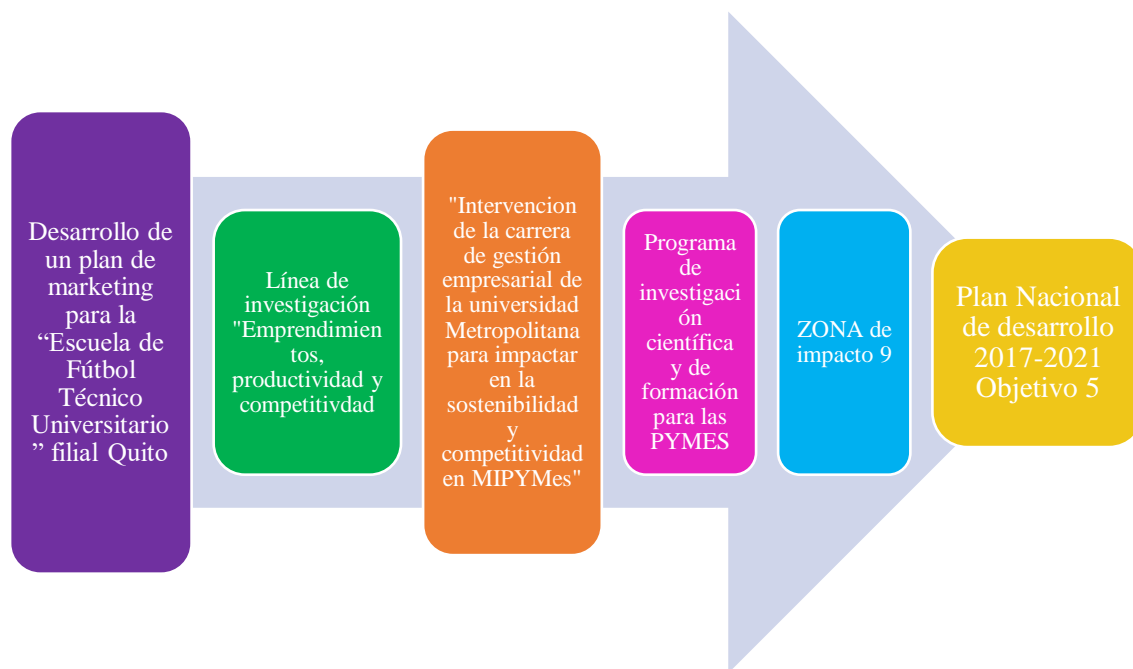 Desarrollo de
un plan de
marketing
para la
“Escuela de
Fútbol
Técnico
Universitario
” filial Quito
Línea de
investigación
"Emprendimien
tos,
productividad y
competitivdad
"Intervencion
de la carrera
de gestión
empresarial de
la universidad
Metropolitana
para impactar
en la
sostenibilidad
y
competitividad
en MIPYMes"
Programa
de
investigaci
ón
científica
y de
formación
para las
PYMES
ZONA de
impacto 9
Plan Nacional
de desarrollo
2017-2021
Objetivo 5